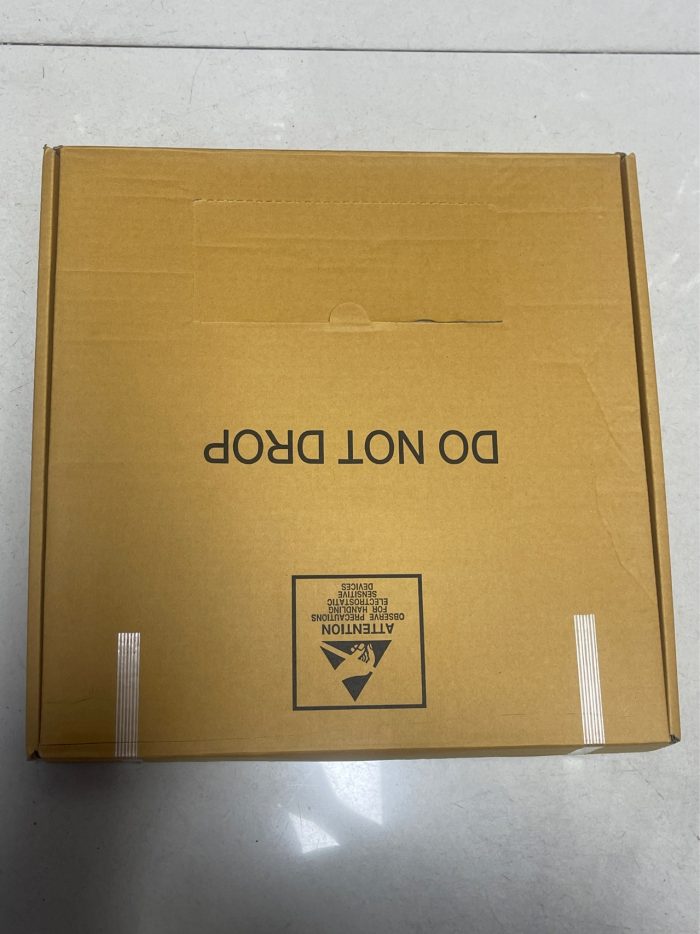 DO NOT DROP
ATTENTION
OBSERVE PRECAUTIONS
FOR HANDLING
ELECTROSTATIC
SENSITIVE
DEVICES